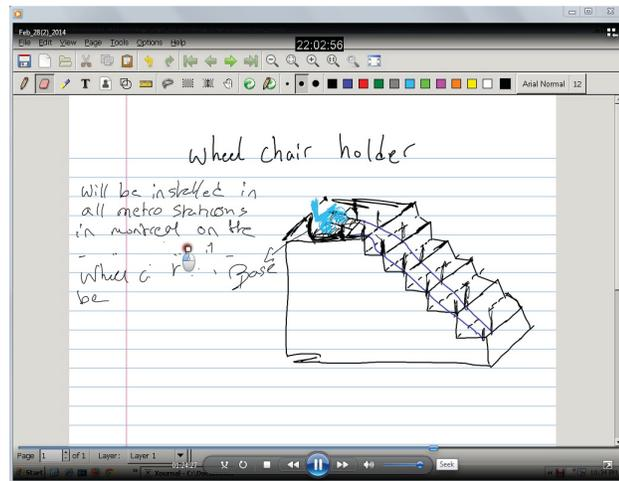 Feb_28(2)_2014
File Edit View Page Tools Options Help
22:02:56
Arial Normal 12
wheel chair holder
will be installed in
all metro stations
in montreal on the
Wheel
Base
be
Page 1 of 1 Layer: Layer 1
Start
Seek